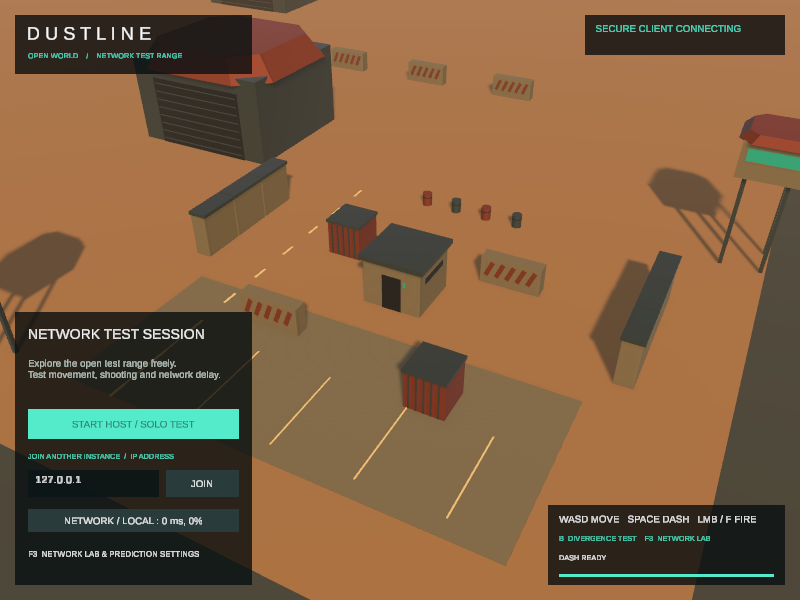 DUSTLINE
OPEN WORLD / NETWORK TEST RANGE
SECURE CLIENT CONNECTING
NETWORK TEST SESSION
Explore the open test range freely.
Test movement, shooting and network delay.
START HOST / SOLO TEST
JOIN ANOTHER INSTANCE / IP ADDRESS
127.0.0.1
JOIN
NETWORK / LOCAL : 0 ms, 0%
F3 NETWORK LAB & PREDICTION SETTINGS
WASD MOVE SPACE DASH LMB / F FIRE
B DIVERGENCE TEST F3 NETWORK LAB
DASH READY